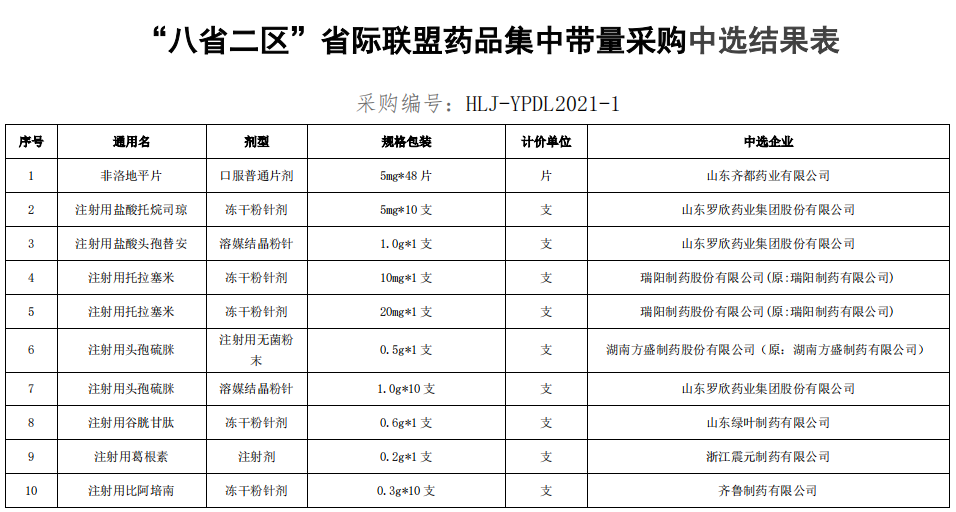 “八省二区”省际联盟药品集中带量采购中选结果表
采购编号：HLJ-YPDL2021-1
序号 通用名 剂型 规格包装 计价单位 中选企业
1 非洛地平片 口服普通片剂 5mg*48 片 片 山东齐都药业有限公司
2 注射用盐酸托烷司琼 冻干粉针剂 5mg*10 支 支 山东罗欣药业集团股份有限公司
3 注射用盐酸头孢替安 溶媒结晶粉针 1.0g*1 支 支 山东罗欣药业集团股份有限公司
4 注射用托拉塞米 冻干粉针剂 10mg*1 支 支 瑞阳制药股份有限公司(原:瑞阳制药有限公司)
5 注射用托拉塞米 冻干粉针剂 20mg*1 支 支 瑞阳制药股份有限公司(原:瑞阳制药有限公司)
6 注射用头孢硫脒 注射用无菌粉末 0.5g*1 支 支 湖南方盛制药股份有限公司（原：湖南方盛制药有限公司）
7 注射用头孢硫脒 溶媒结晶粉针 1.0g*10 支 支 山东罗欣药业集团股份有限公司
8 注射用谷胱甘肽 冻干粉针剂 0.6g*1 支 支 山东绿叶制药有限公司
9 注射用葛根素 注射剂 0.2g*1 支 支 浙江震元制药有限公司
10 注射用比阿培南 冻干粉针剂 0.3g*10 支 支 齐鲁制药有限公司